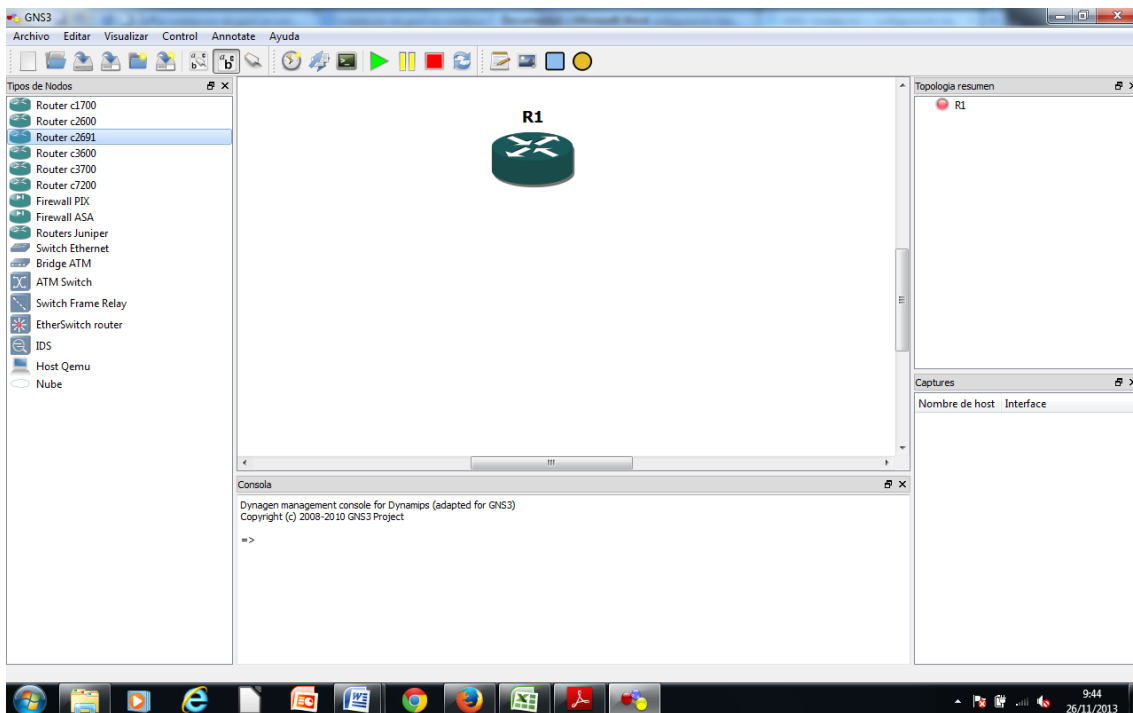 GNS3
Archivo Editar Visualizar Control Annotate Ayuda
Tipos de Nodos
Router c1700
Router c2600
Router c2691
Router c3600
Router c3700
Router c7200
Firewall PIX
Firewall ASA
Routers Juniper
Switch Ethernet
Bridge ATM
ATM Switch
Switch Frame Relay
EtherSwitch router
IDS
Host Qemu
Nube
R1
Consola
Dynagen management console for Dynamips (adapted for GNS3)
Copyright (c) 2008-2010 GNS3 Project
=>
Topologia resumen
R1
Captures
Nombre de host Interface
9:44
26/11/2013